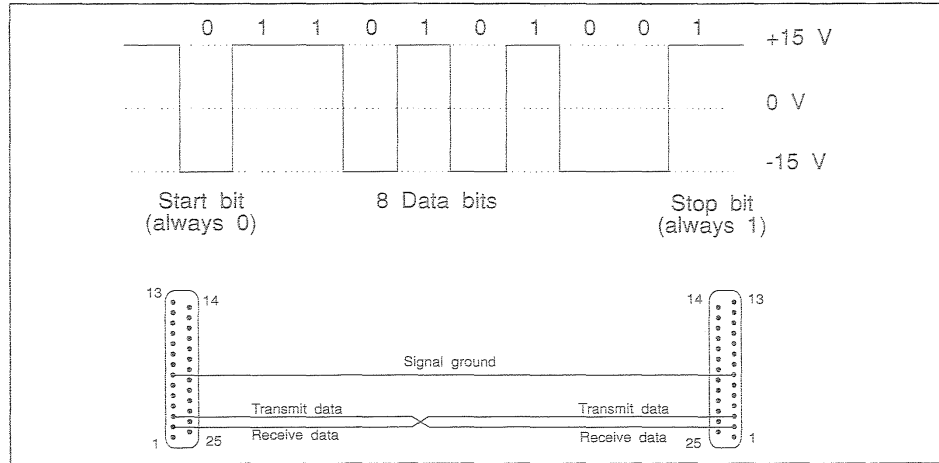 0 1 1 0 1 0 1 0 0 1
+15 V
0 V
-15 V
Start bit
(always 0)
8 Data bits
Stop bit
(always 1)
13
14
14
13
Signal ground
Transmit data
Transmit data
Receive data
Receive data
1
25
25
1